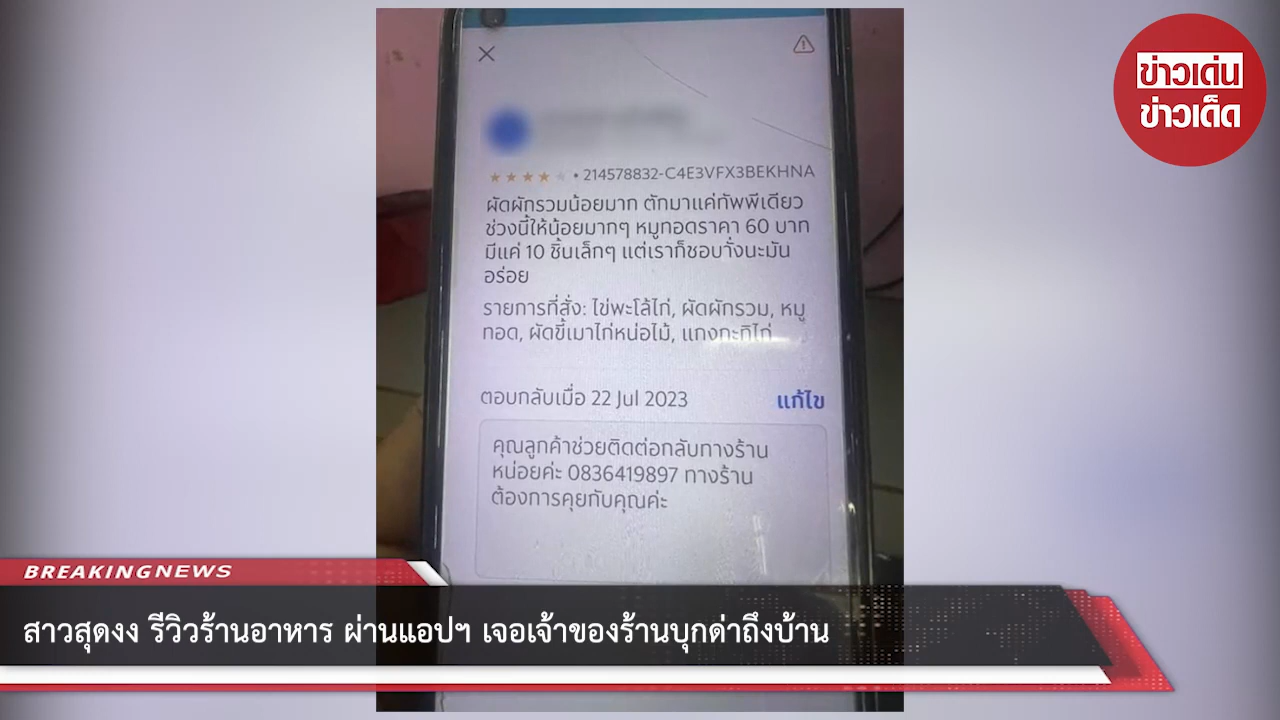 ข่าวเด่น
ข่าวเด็ด
• 214578832-C4E3VFX3BEKHNA
ผัดผักรวมน้อยมาก ตักมาแค่ทัพพีเดียว
ช่วงนี้ให้น้อยมากๆ หมูทอดราคา 60 บาท
มีแค่ 10 ชิ้นเล็กๆ แต่เราก็ชอบวั่งนะมัน
อร่อย
รายการที่สั่ง: ไข่พะโล้ไก่, ผัดผักรวม, หมู
ทอด, ผัดขี้เมาไก่หน่อไม้, แกงกะทิไก่
ตอบกลับเมื่อ 22 Jul 2023
แก้ไข
คุณลูกค้าช่วยติดต่อกลับทางร้าน
หน่อยค่ะ 0836419897 ทางร้าน
ต้องการคุยกับคุณค่ะ
BREAKING NEWS
สาวสุดงง รีวิวร้านอาหาร ผ่านแอปฯ เจอเจ้าของร้านบุกด่าถึงบ้าน